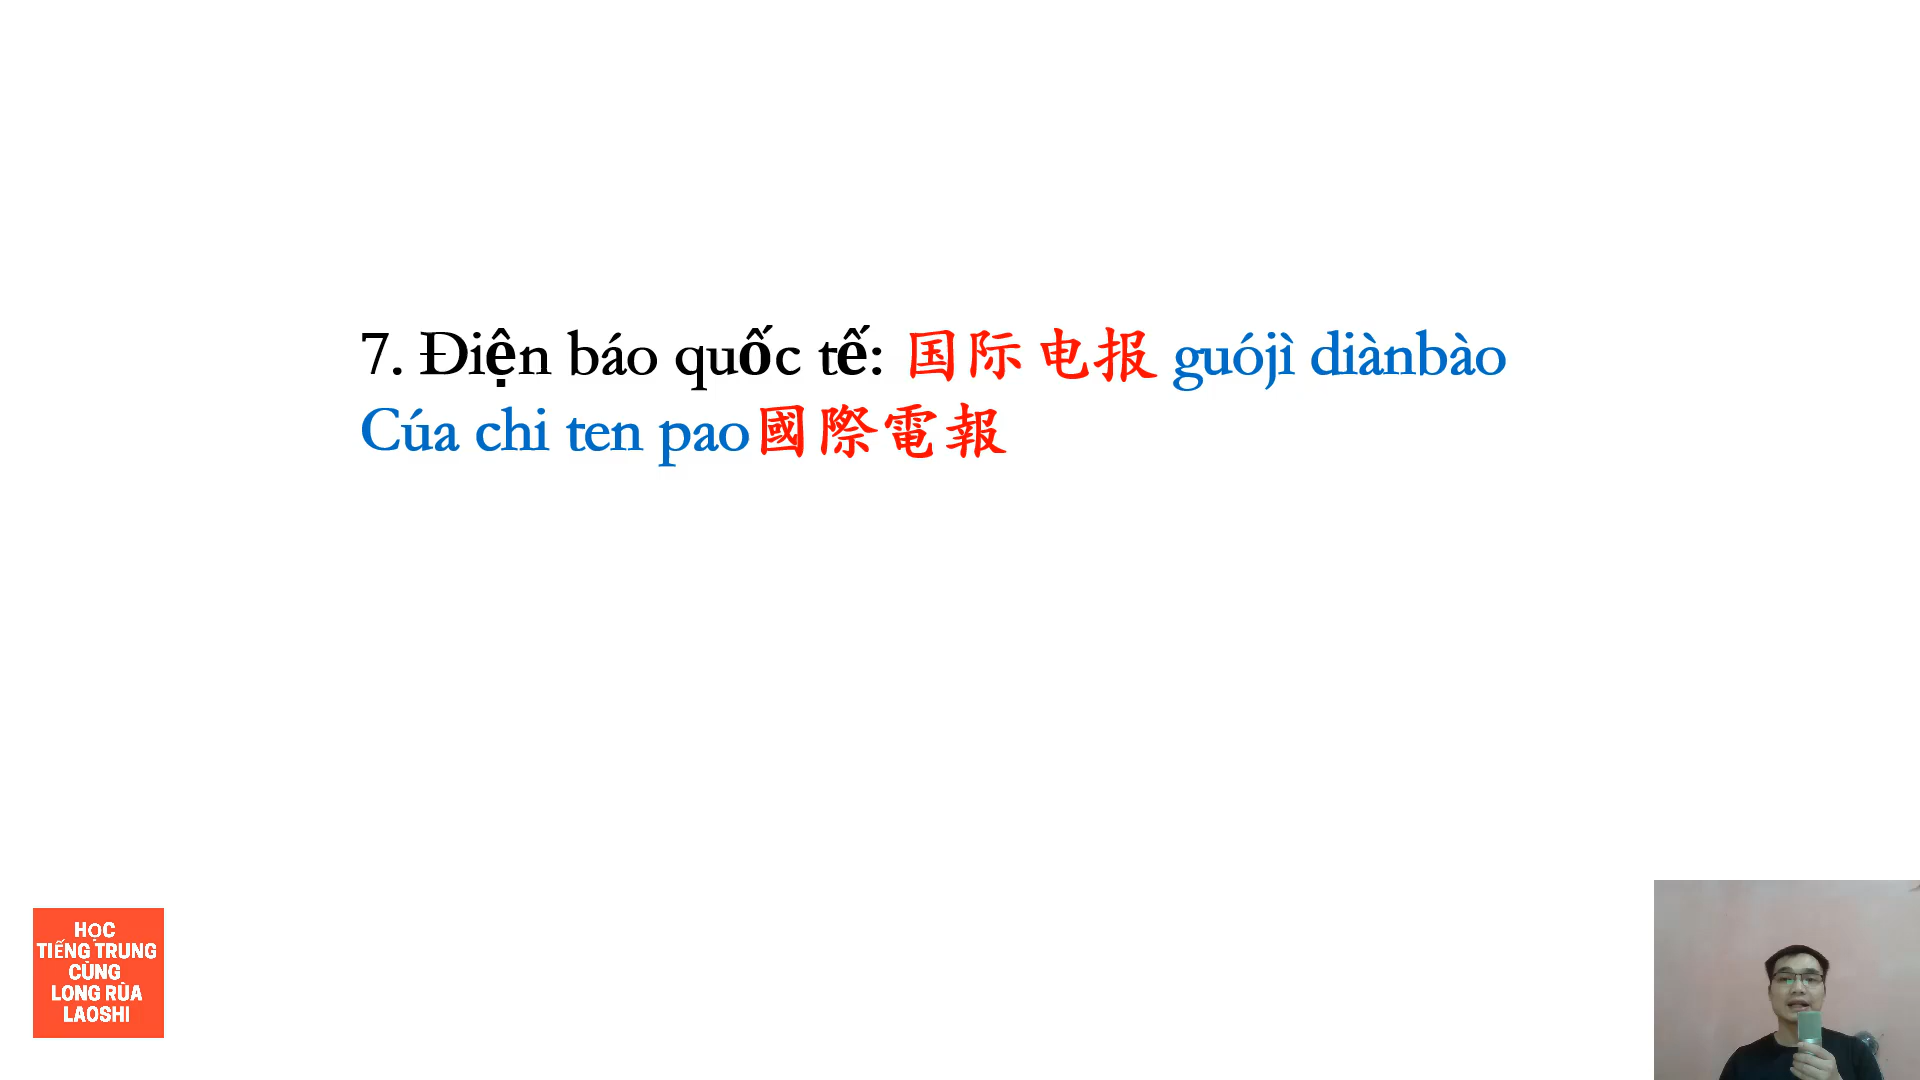 7. Điện báo quốc tế: 国际电报 guójì diànbào
Cúa chi ten pao國際電報
HỌC
TIẾNG TRUNG
CÙNG
LONG RÙA
LAOSHI